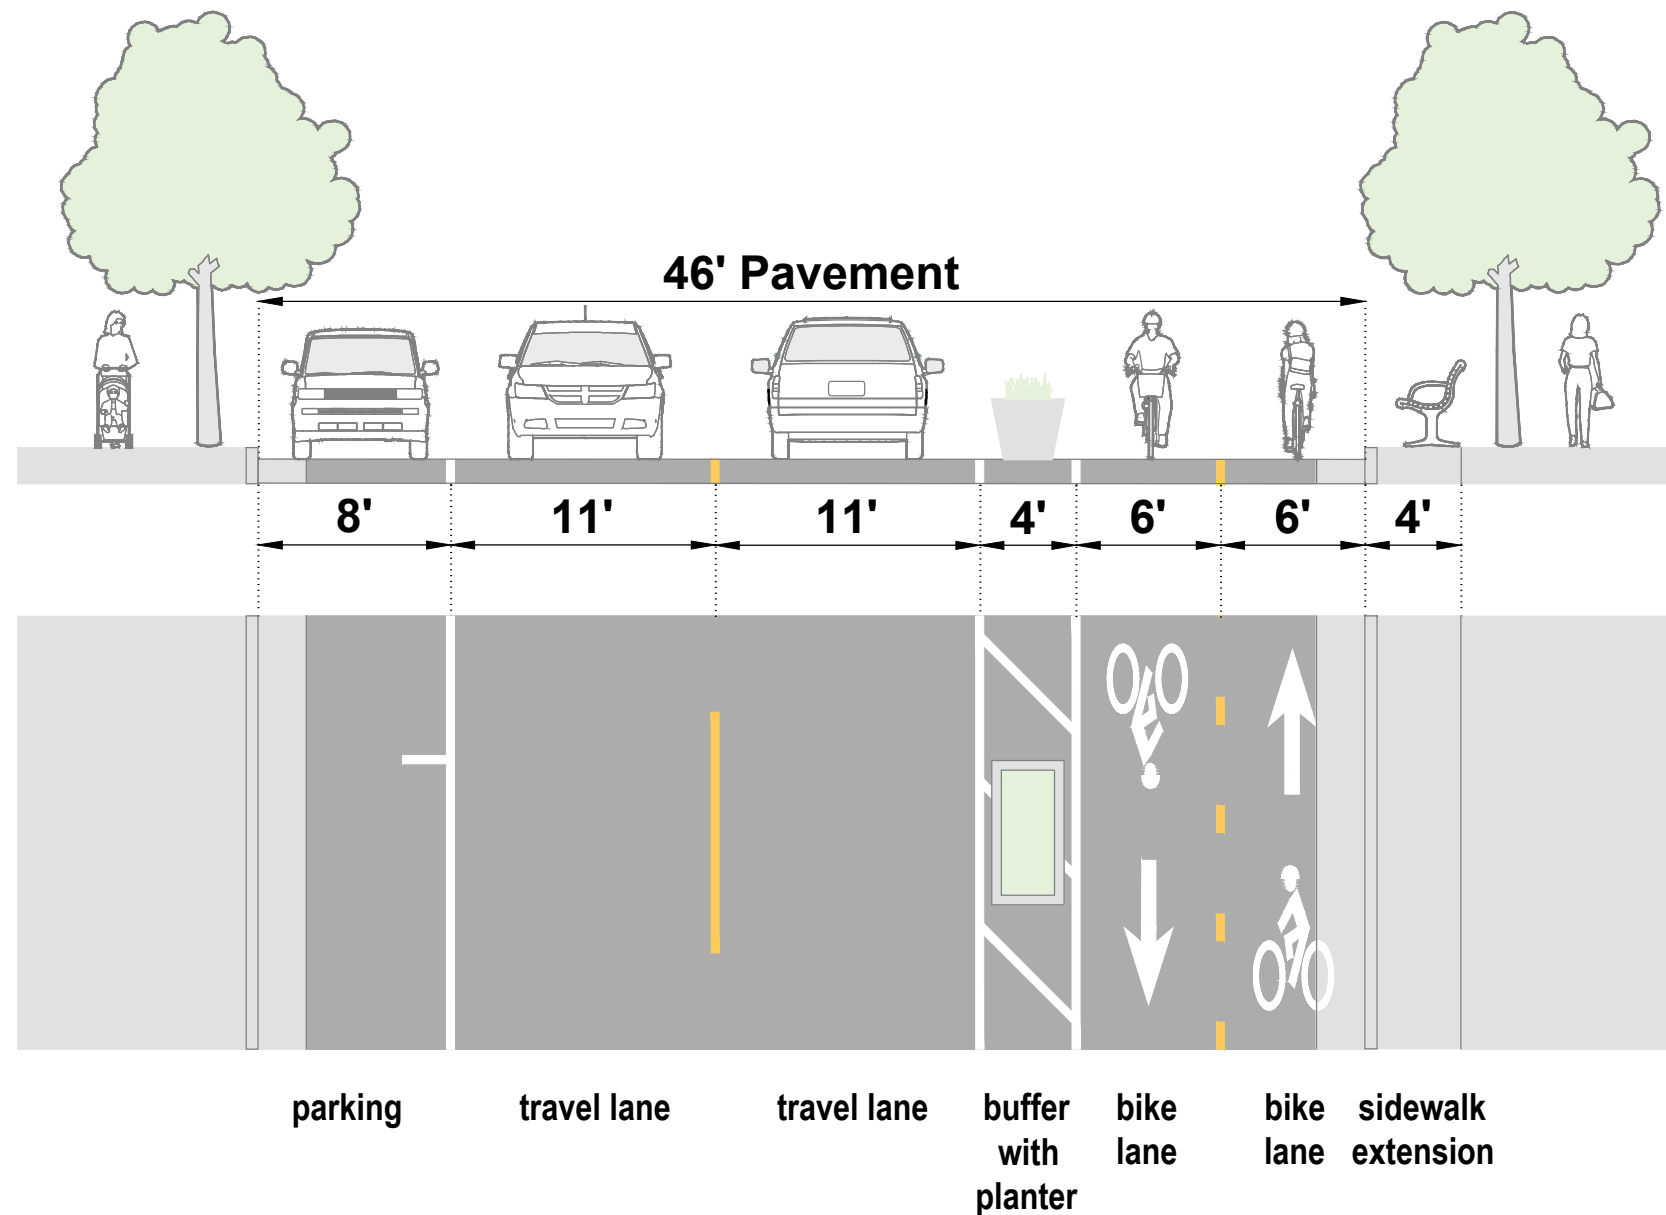 46' Pavement
8' 11' 11' 4' 6' 6' 4'
parking travel lane travel lane buffer bike bike sidewalk
with lane lane extension
planter